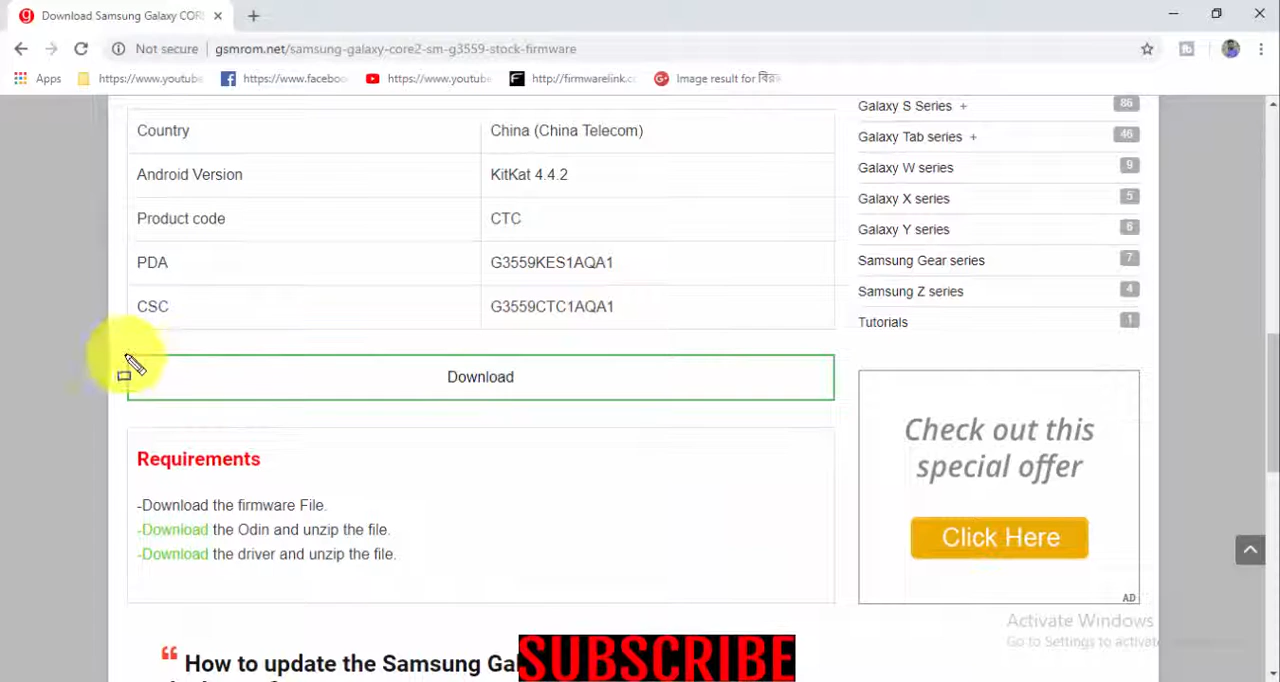 Download Samsung Galaxy COR
Not secure
gsmrom.net/samsung-galaxy-core2-sm-g3559-stock-firmware
Apps
https://www.youtube
https://www.faceboo
https://www.youtube
http://firmwarelink.c
Image result for বির
Country China (China Telecom)
Android Version KitKat 4.4.2
Product code CTC
PDA G3559KES1AQA1
CSC G3559CTC1AQA1
Download
Requirements
-Download the firmware File.
-Download the Odin and unzip the file.
-Download the driver and unzip the file.
How to update the Samsung Gal
SUBSCRIBE
Galaxy S Series + 86
Galaxy Tab series + 46
Galaxy W series 9
Galaxy X series 5
Galaxy Y series 6
Samsung Gear series 7
Samsung Z series 4
Tutorials 1
Check out this
special offer
Click Here
AD
Activate Windows
Go to Settings to activate